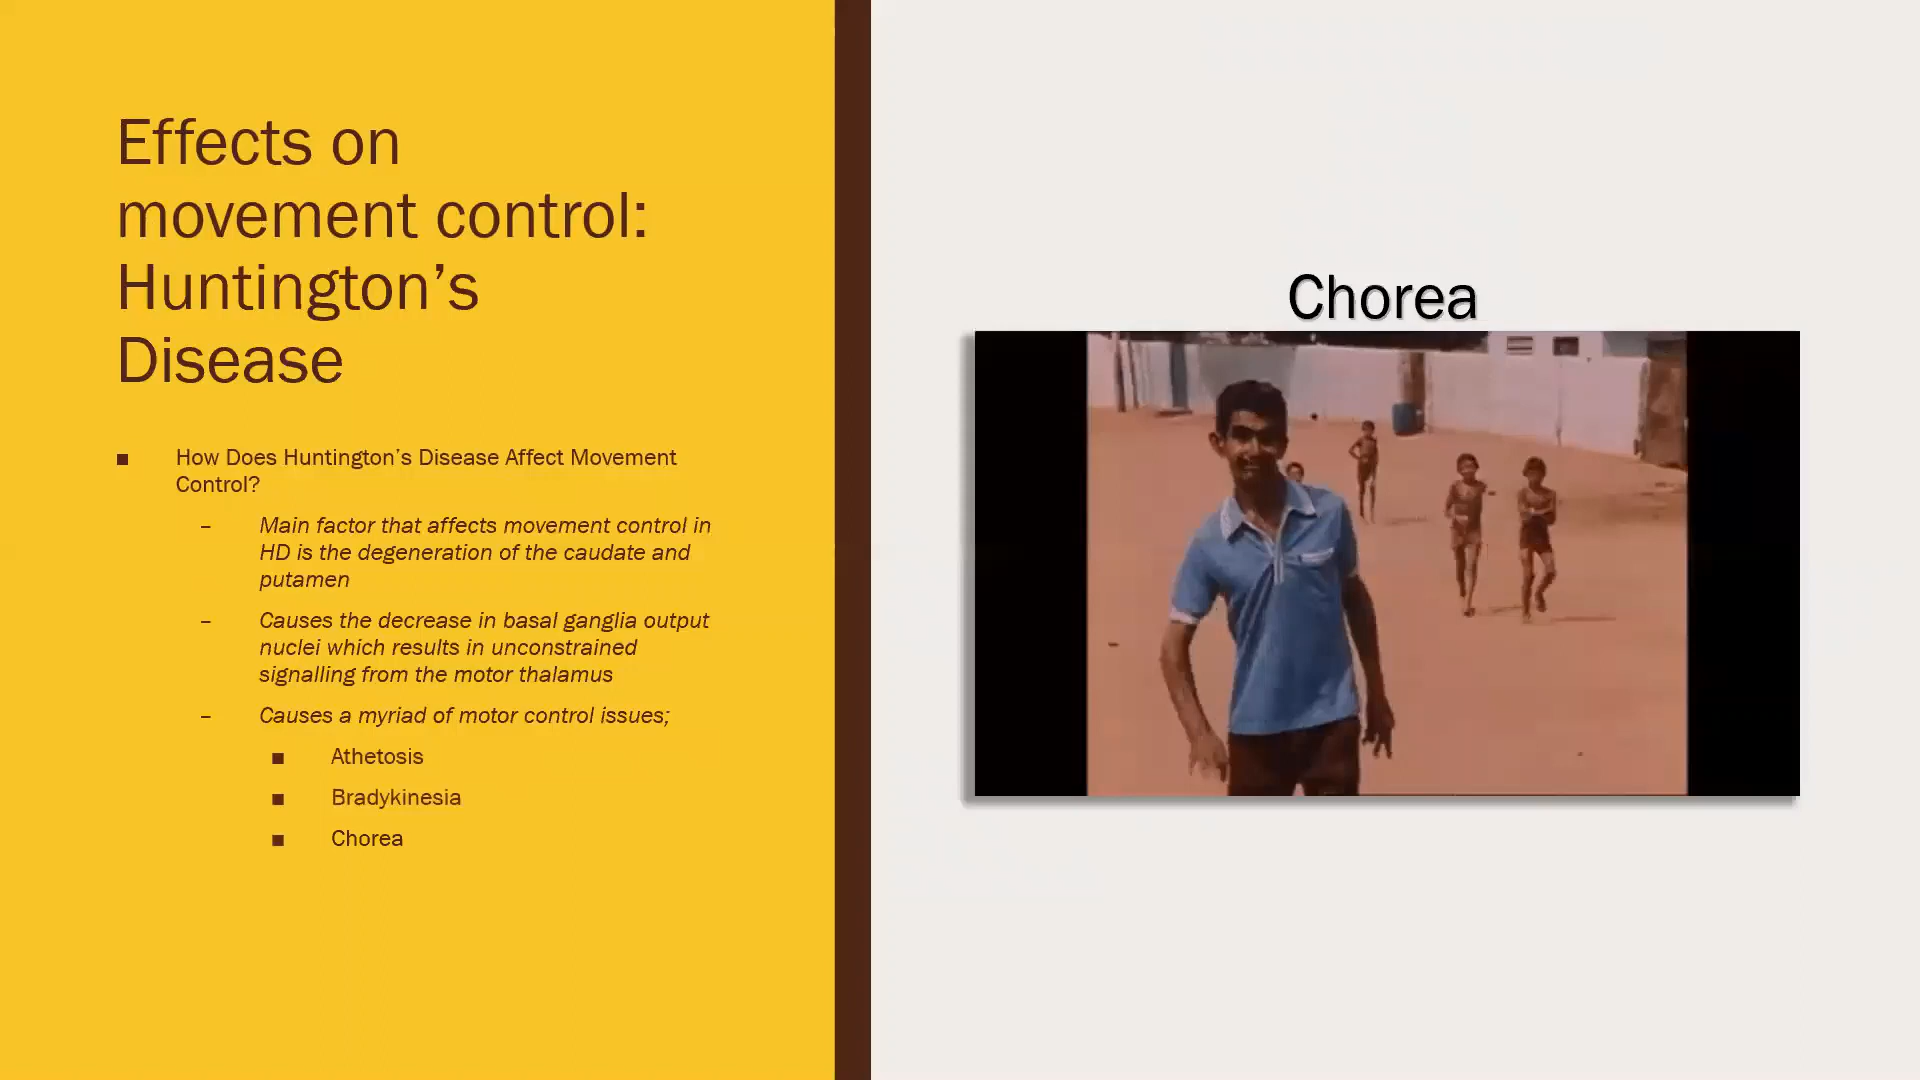 Effects on
movement control:
Huntington’s
Disease
■ How Does Huntington’s Disease Affect Movement
Control?
– Main factor that affects movement control in
HD is the degeneration of the caudate and
putamen
– Causes the decrease in basal ganglia output
nuclei which results in unconstrained
signalling from the motor thalamus
– Causes a myriad of motor control issues;
■ Athetosis
■ Bradykinesia
■ Chorea
Chorea